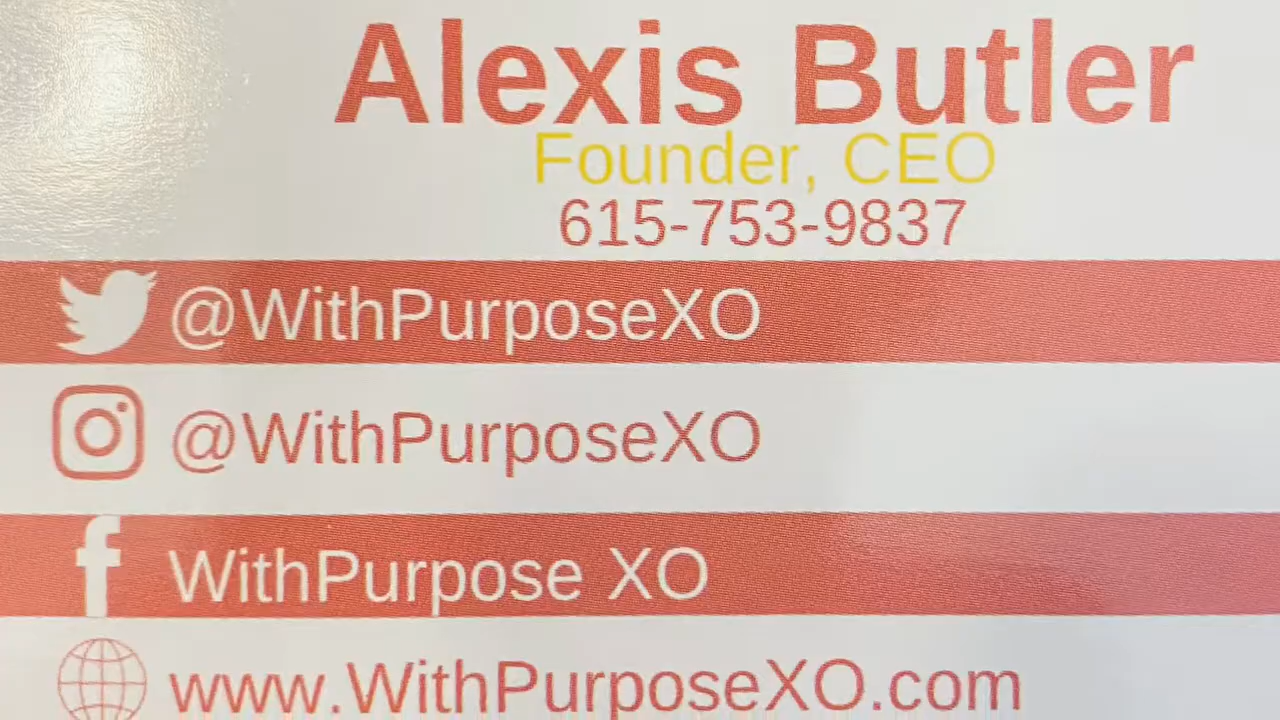 Alexis Butler
Founder, CEO
615-753-9837
@WithPurposeXO
@WithPurposeXO
WithPurpose XO
www.WithPurposeXO.com